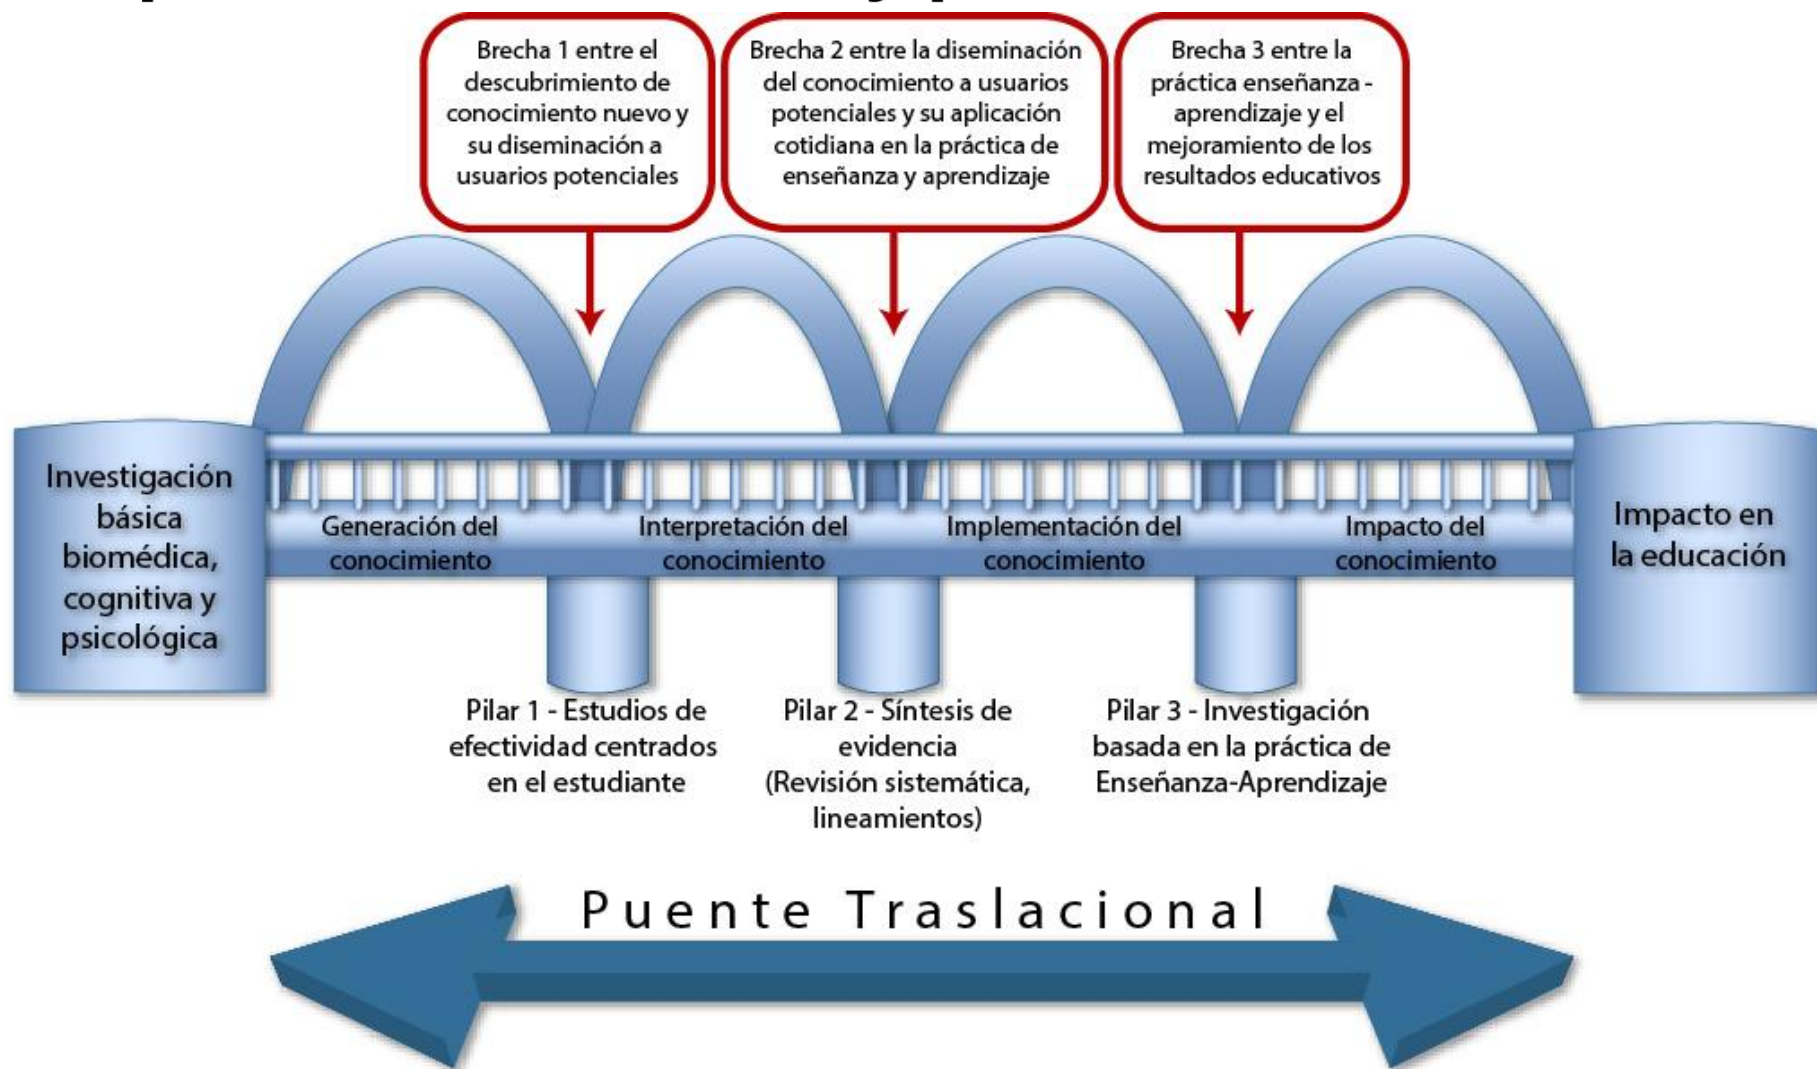 Brecha 1 entre el
descubrimiento de
conocimiento nuevo y
su diseminación a
usuarios potenciales
Brecha 2 entre la diseminación
del conocimiento a usuarios
potenciales y su aplicación
cotidiana en la práctica de
enseñanza y aprendizaje
Brecha 3 entre la
práctica enseñanza -
aprendizaje y el
mejoramiento de los
resultados educativos
Investigación
básica
biomédica,
cognitiva y
psicológica
Generación del
conocimiento
Interpretación del
conocimiento
Implementación del
conocimiento
Impacto del
conocimiento
Impacto en
la educación
Pilar 1 - Estudios de
efectividad centrados
en el estudiante
Pilar 2 - Síntesis de
evidencia
(Revisión sistemática,
lineamientos)
Pilar 3 - Investigación
basada en la práctica de
Enseñanza-Aprendizaje
Puente Traslacional